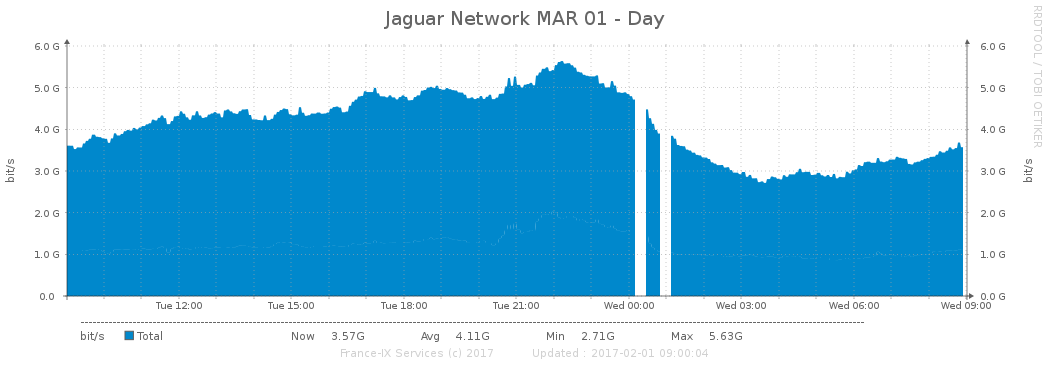 Jaguar Network MAR 01 - Day
RRDTOOL / TOBI OETIKER
6.0 G 6.0 G
5.0 G 5.0 G
4.0 G 4.0 G
3.0 G 3.0 G
2.0 G 2.0 G
1.0 G 1.0 G
0.0 0.0 G
bit/s bit/s
Tue 12:00 Tue 15:00 Tue 18:00 Tue 21:00 Wed 00:00 Wed 03:00 Wed 06:00 Wed 09:00
bit/s Total Now 3.57G Avg 4.11G Min 2.71G Max 5.63G
France-IX Services (c) 2017 Updated : 2017-02-01 09:00:04